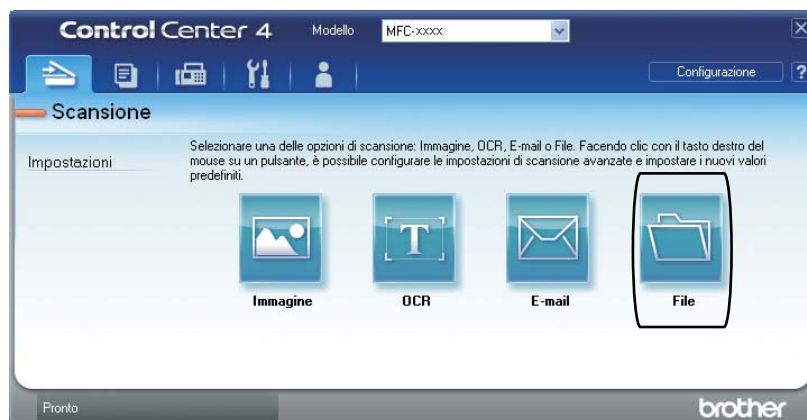 Control Center 4 Modello MFC-xxxx
Configurazione ?
Scansione
Impostazioni
Selezionare una delle opzioni di scansione: Immagine, OCR, E-mail o File. Facendo clic con il tasto destro del
mouse su un pulsante, è possibile configurare le impostazioni di scansione avanzate e impostare i nuovi valori
predefiniti.
T
Immagine OCR E-mail File
Pronto brother